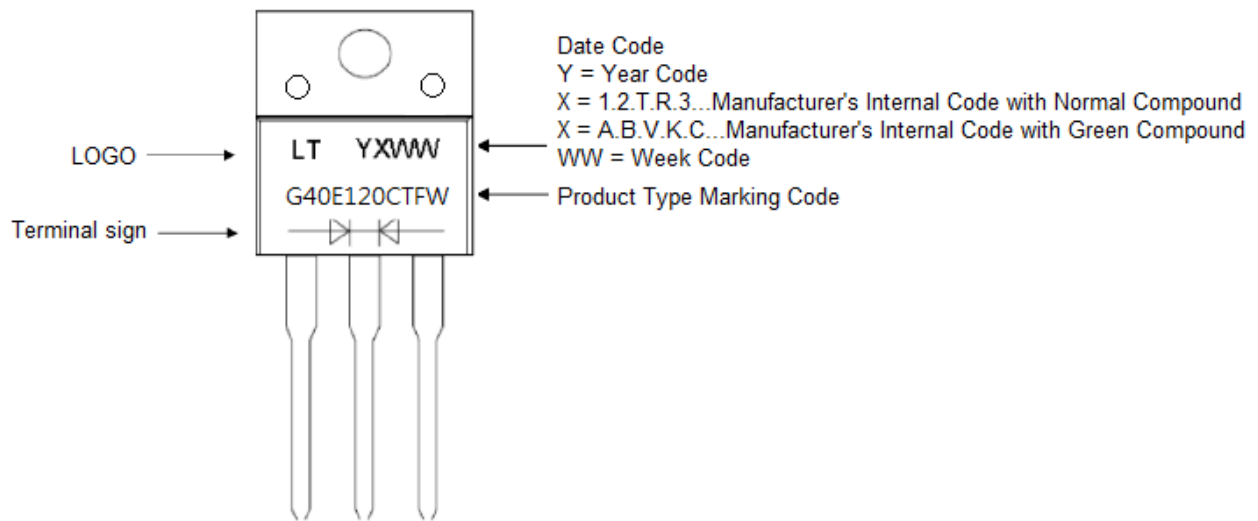 Date Code
Y = Year Code
X = 1.2.T.R.3...Manufacturer's Internal Code with Normal Compound
X = A.B.V.K.C...Manufacturer's Internal Code with Green Compound
WW = Week Code
LOGO
LT YXWW
G40E120CTFW
Product Type Marking Code
Terminal sign